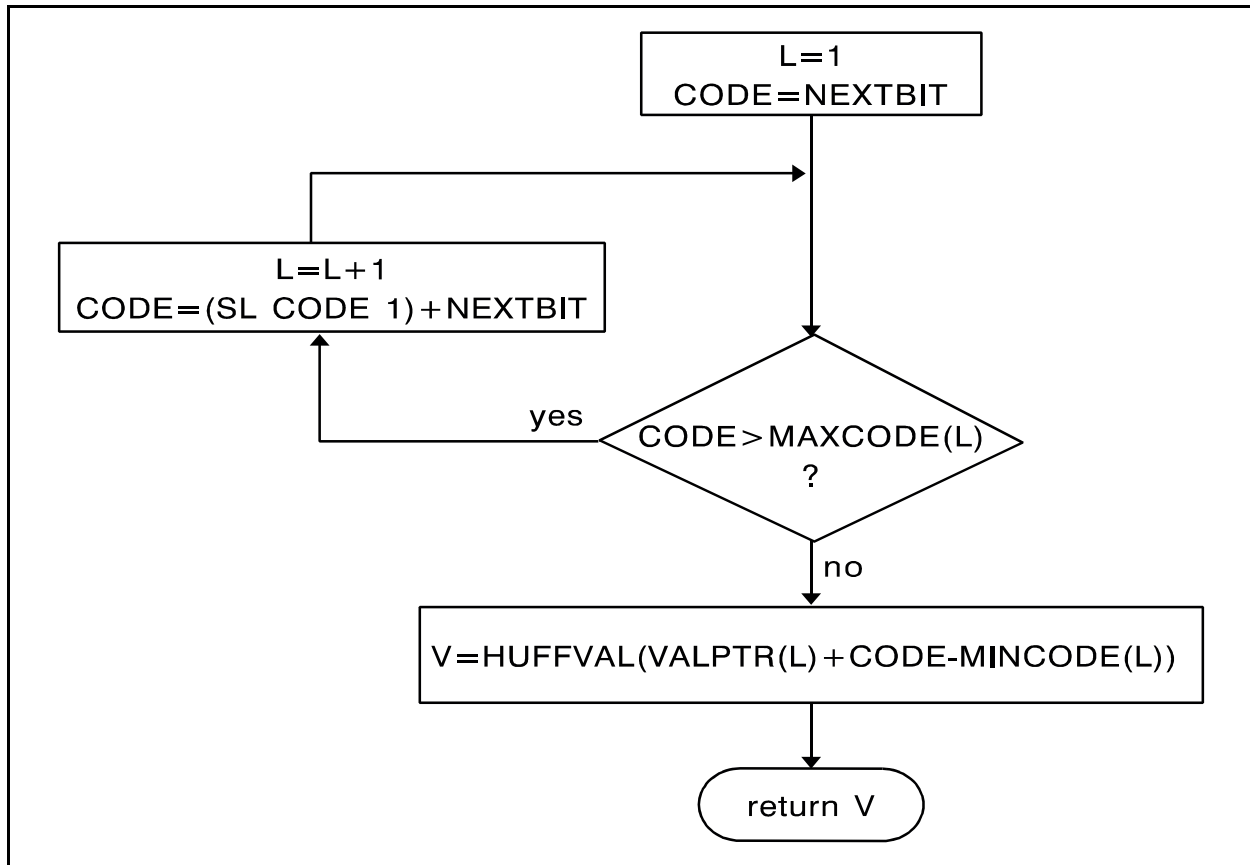 L=1
CODE=NEXTBIT
L=L+1
CODE=(SL CODE 1)+NEXTBIT
yes
CODE>MAXCODE(L)
?
no
V=HUFFVAL(VALPTR(L)+CODE-MINCODE(L))
return V